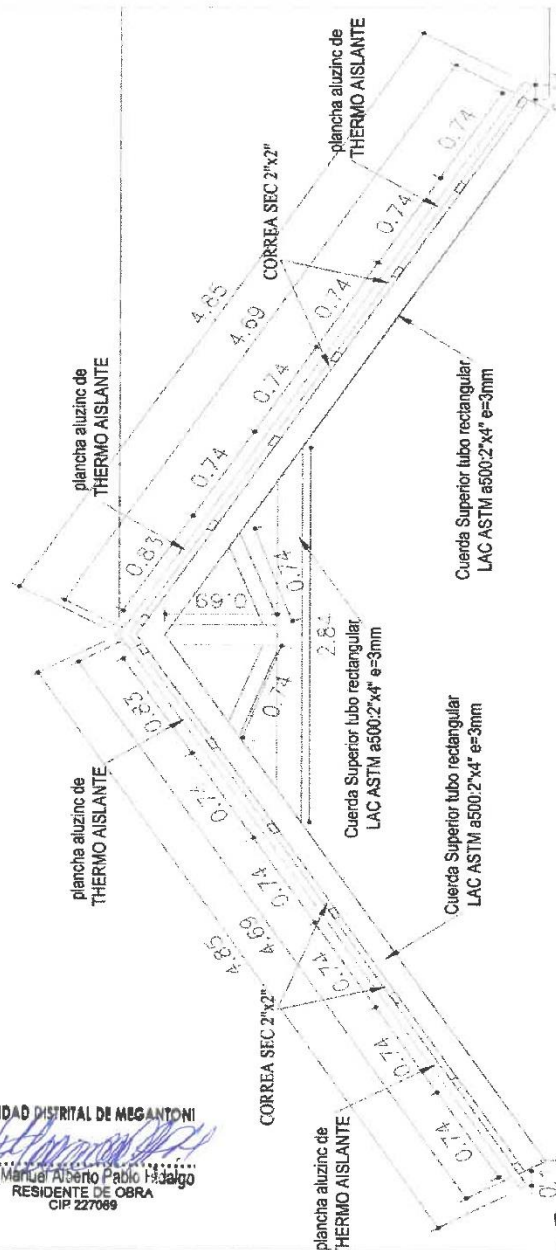 plancha aluzinc de
THERMO AISLANTE
plancha aluzinc de
THERMO AISLANTE
plancha aluzinc de
THERMO AISLANTE
plancha aluzinc de
THERMO AISLANTE
CORREA SEC 2"x2"
CORREA SEC 2"x2"
4.85
4.69
0.83
0.74
0.74
0.74
0.74
0.74
4.85
4.69
0.83
0.74
0.74
0.74
0.74
0.74
0.69
0.74
0.74
2.84
Cuerda Superior tubo rectangular
LAC ASTM a500:2"x4" e=3mm
Cuerda Superior tubo rectangular
LAC ASTM a500:2"x4" e=3mm
Cuerda Superior tubo rectangular
LAC ASTM a500:2"x4" e=3mm
DISTRITAL DE MEGANTONI
Manuel Alberto Pablo Hidalgo
RESIDENTE DE OBRA
CIP 227069